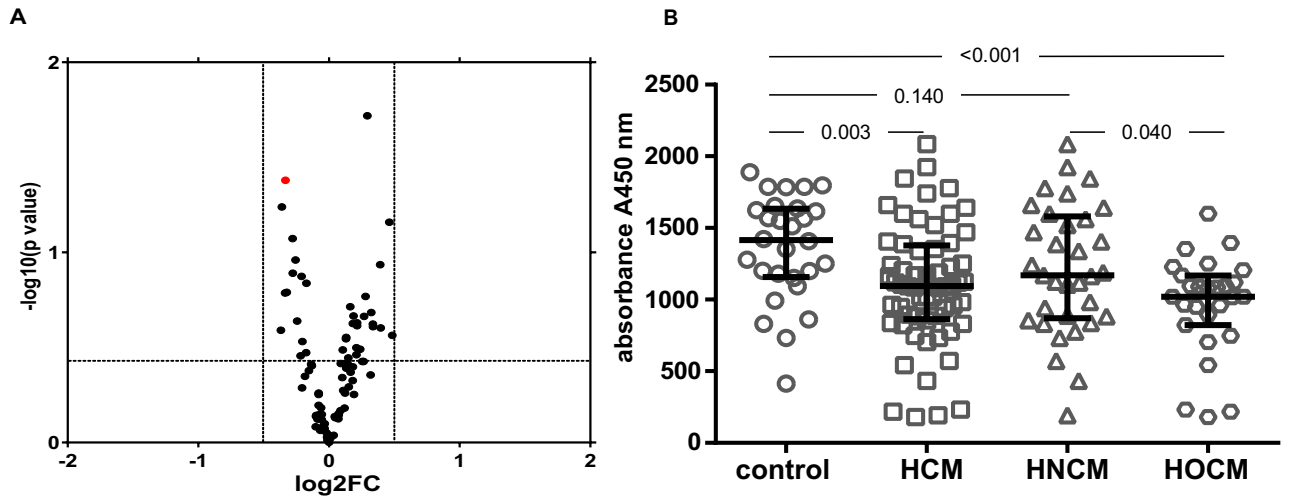 A
-log10(p value)
2
1
0
-2 -1 0 1 2
log2FC
B
absorbance A450 nm
<0.001
0.140
0.003 0.040
2500
2000
1500
1000
500
0
control HCM HNCM HOCM